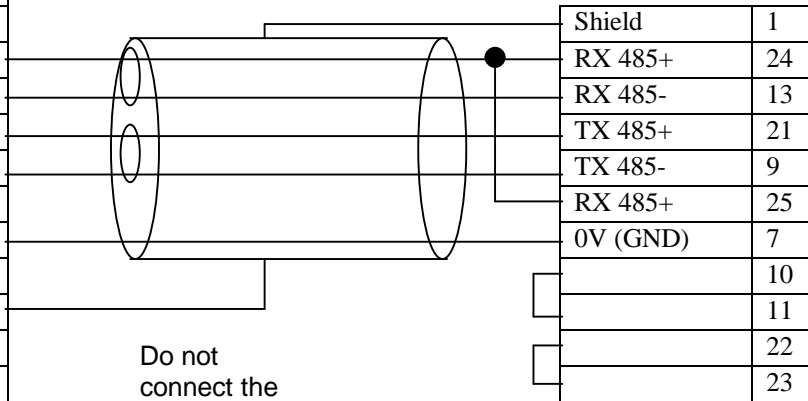 Shield 1
RX 485+ 24
RX 485- 13
TX 485+ 21
TX 485- 9
RX 485+ 25
0V (GND) 7
10
11
22
23
Do not
connect the